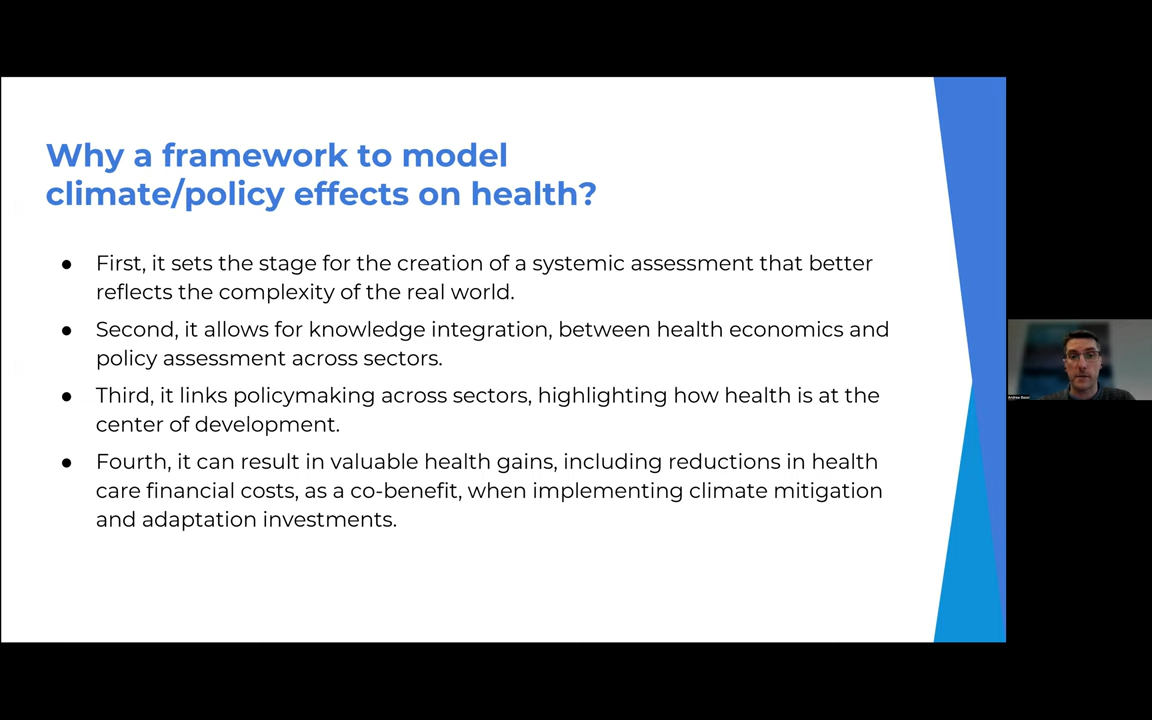 Why a framework to model
climate/policy effects on health?
● First, it sets the stage for the creation of a systemic assessment that better
reflects the complexity of the real world.
● Second, it allows for knowledge integration, between health economics and
policy assessment across sectors.
● Third, it links policymaking across sectors, highlighting how health is at the
center of development.
● Fourth, it can result in valuable health gains, including reductions in health
care financial costs, as a co-benefit, when implementing climate mitigation
and adaptation investments.
Andrea